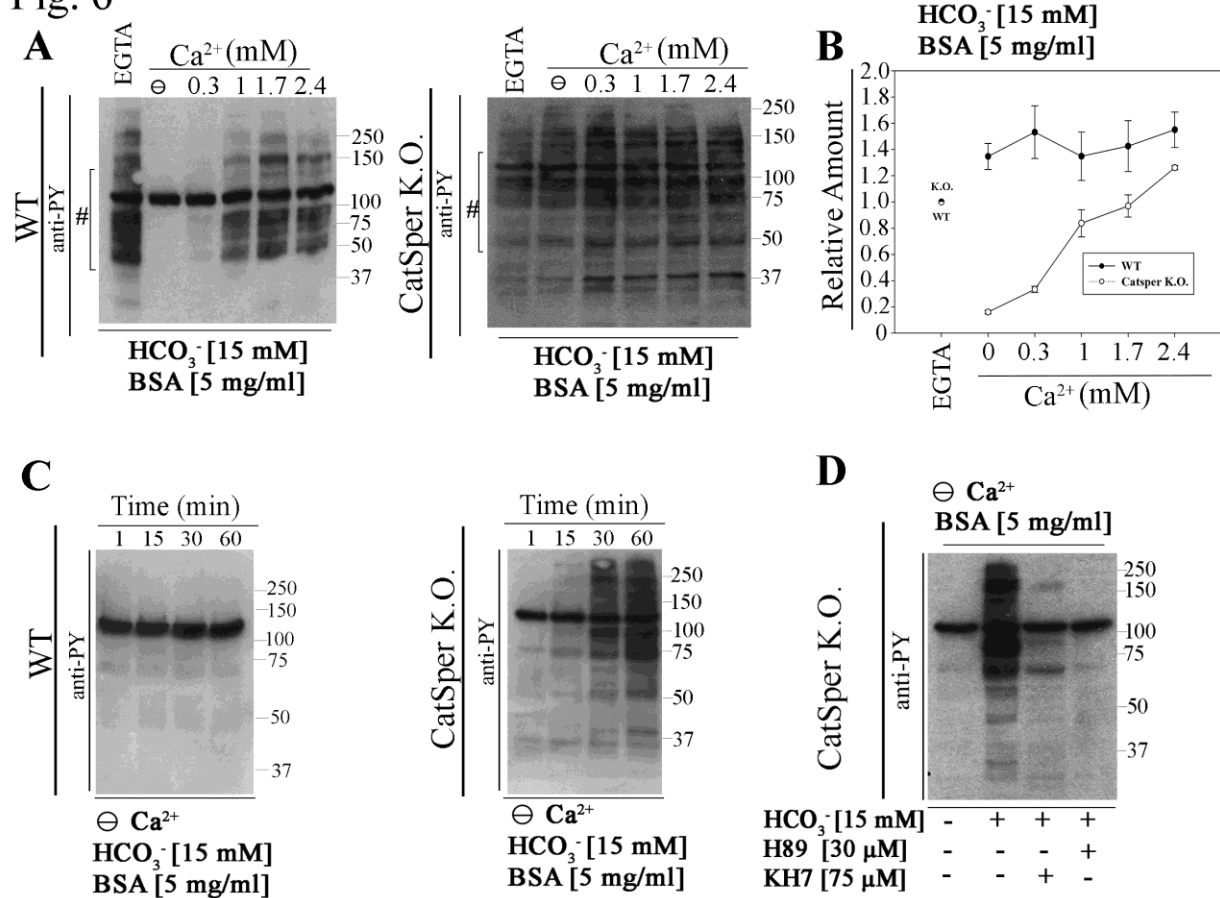 Fig. 6
A
EGTA
Ca²⁺ (mM)
⊖ 0.3 1 1.7 2.4
WT
anti-PY
#
250
150
100
75
50
37
HCO₃⁻ [15 mM]
BSA [5 mg/ml]
EGTA
Ca²⁺ (mM)
⊖ 0.3 1 1.7 2.4
CatSper K.O.
anti-PY
#
250
150
100
75
50
37
HCO₃⁻ [15 mM]
BSA [5 mg/ml]
B
HCO₃⁻ [15 mM]
BSA [5 mg/ml]
Relative Amount
2.0
1.8
1.6
1.4
1.2
1.0
0.8
0.6
0.4
0.2
0
K.O.
WT
WT
Catsper K.O.
EGTA
0 0.3 1 1.7 2.4
Ca²⁺ (mM)
C
Time (min)
1 15 30 60
WT
anti-PY
250
150
100
75
50
37
⊖ Ca²⁺
HCO₃⁻ [15 mM]
BSA [5 mg/ml]
Time (min)
1 15 30 60
CatSper K.O.
anti-PY
250
150
100
75
50
37
⊖ Ca²⁺
HCO₃⁻ [15 mM]
BSA [5 mg/ml]
D
⊖ Ca²⁺
BSA [5 mg/ml]
CatSper K.O.
anti-PY
250
150
100
75
50
37
HCO₃⁻ [15 mM] - + + +
H89 [30 µM] - - - +
KH7 [75 µM] - - + -